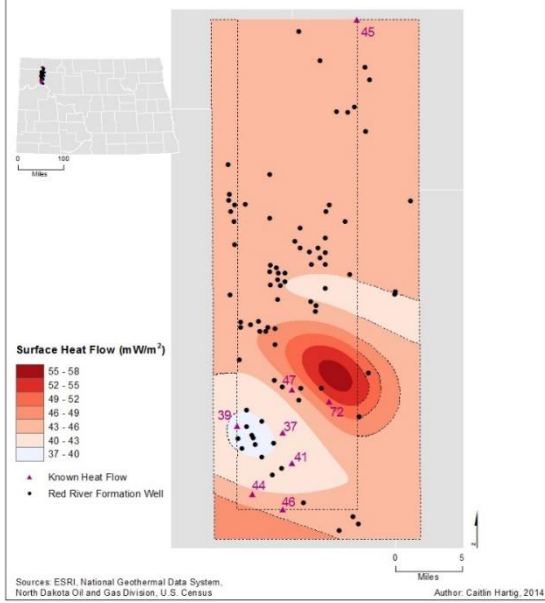 45
0 100
Miles
Surface Heat Flow (mW/m²)
55 - 58
52 - 55
49 - 52
46 - 49
43 - 46
40 - 43
37 - 40
Known Heat Flow
Red River Formation Well
47
72
39
37
41
44
46
0 5
Miles
Sources: ESRI, National Geothermal Data System,
North Dakota Oil and Gas Division, U.S. Census
Author: Caitlin Hartig, 2014